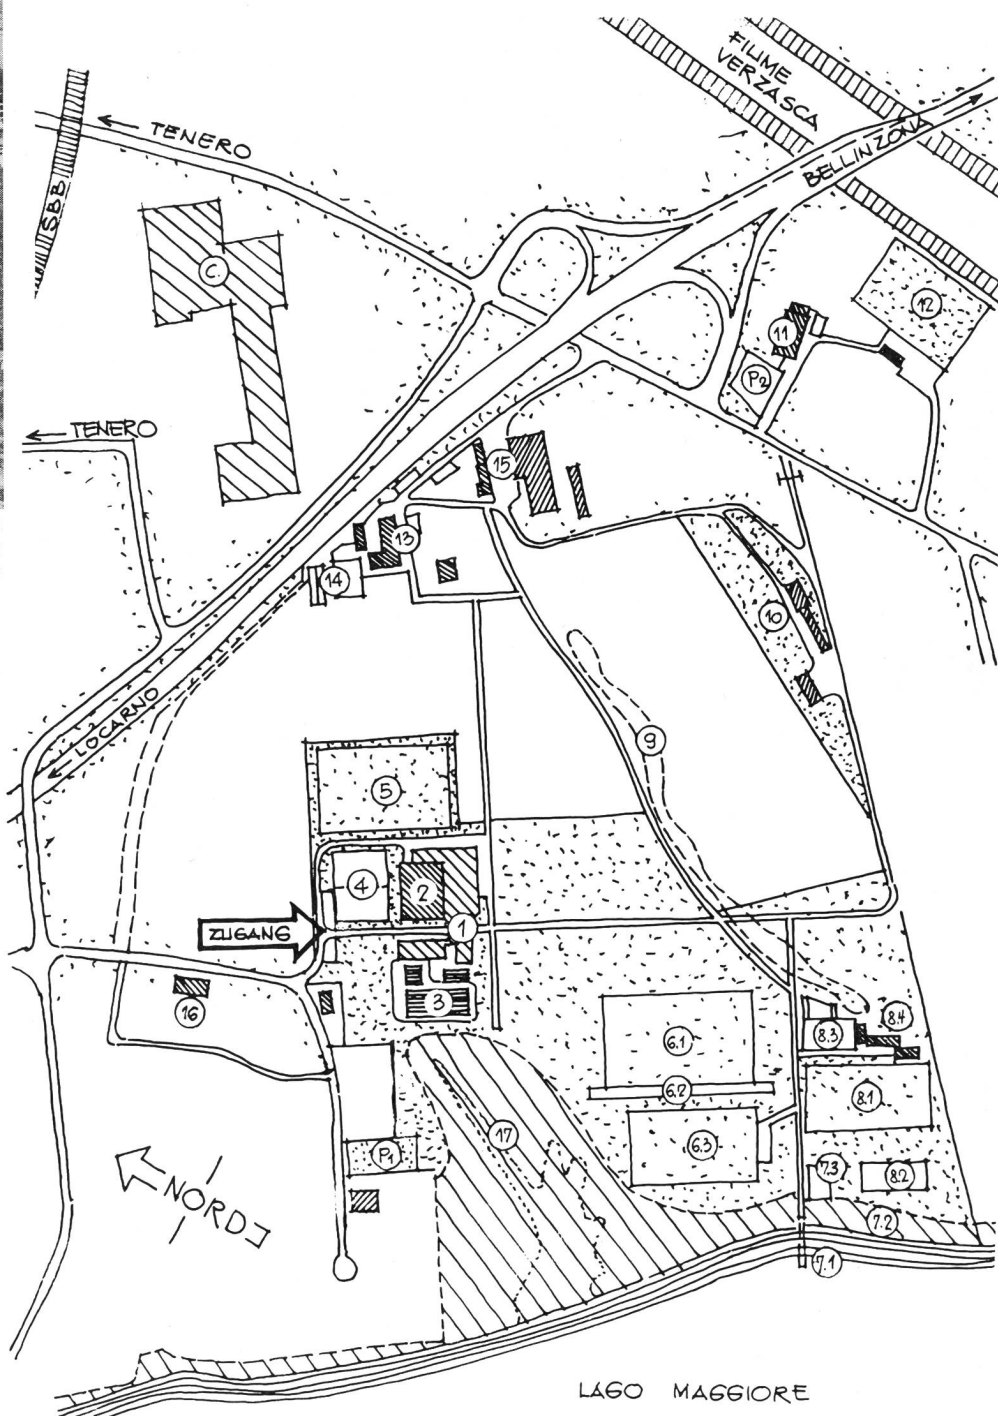 FIUME
VERZASCA
TENERO
BELLINZONA
SBB
C.
12
11
P2
TENERO
15
13
14
10
LOCARNO
9
5
4
2
ZUGANG
1
3
16
6.1
8.4
8.3
6.2
8.1
17
6.3
P1
7.3
8.2
NORD
7.2
7.1
LAGO MAGGIORE